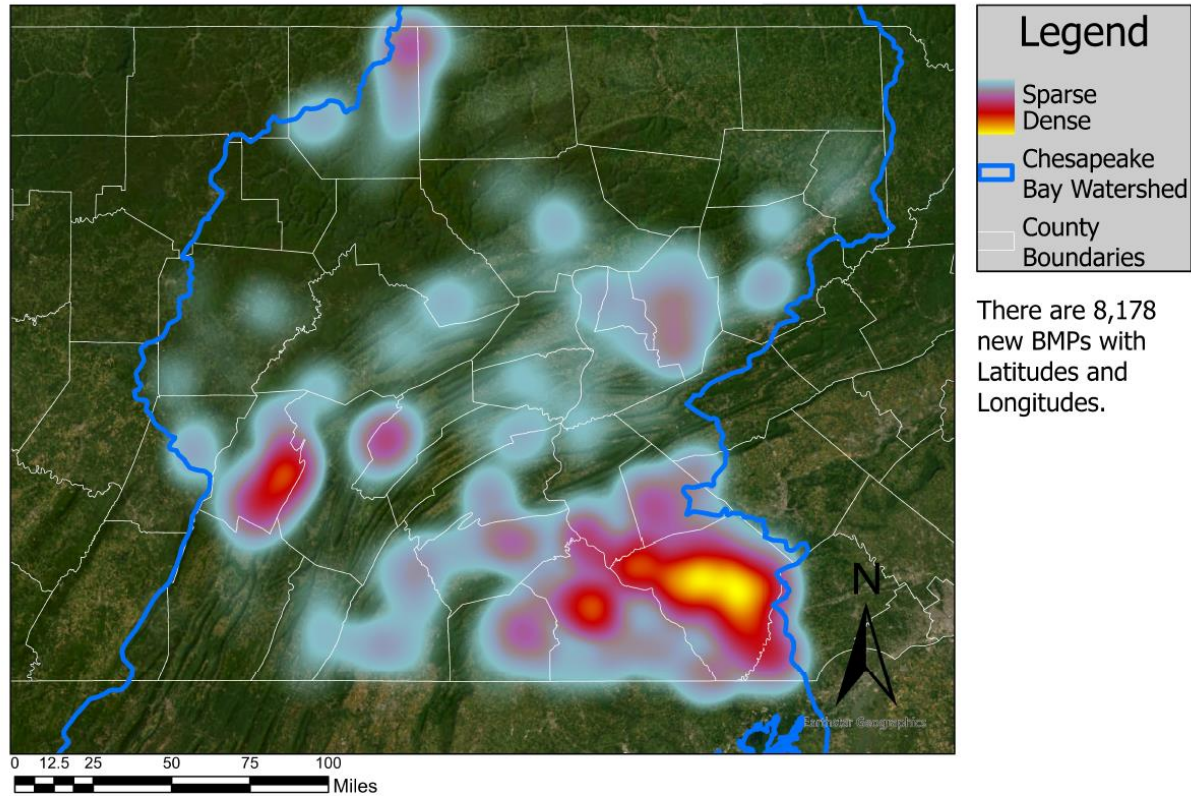 Legend
Sparse
Dense
Chesapeake
Bay Watershed
County
Boundaries
There are 8,178
new BMPs with
Latitudes and
Longitudes.
N
Earthstar Geographics
0 12.5 25 50 75 100
Miles